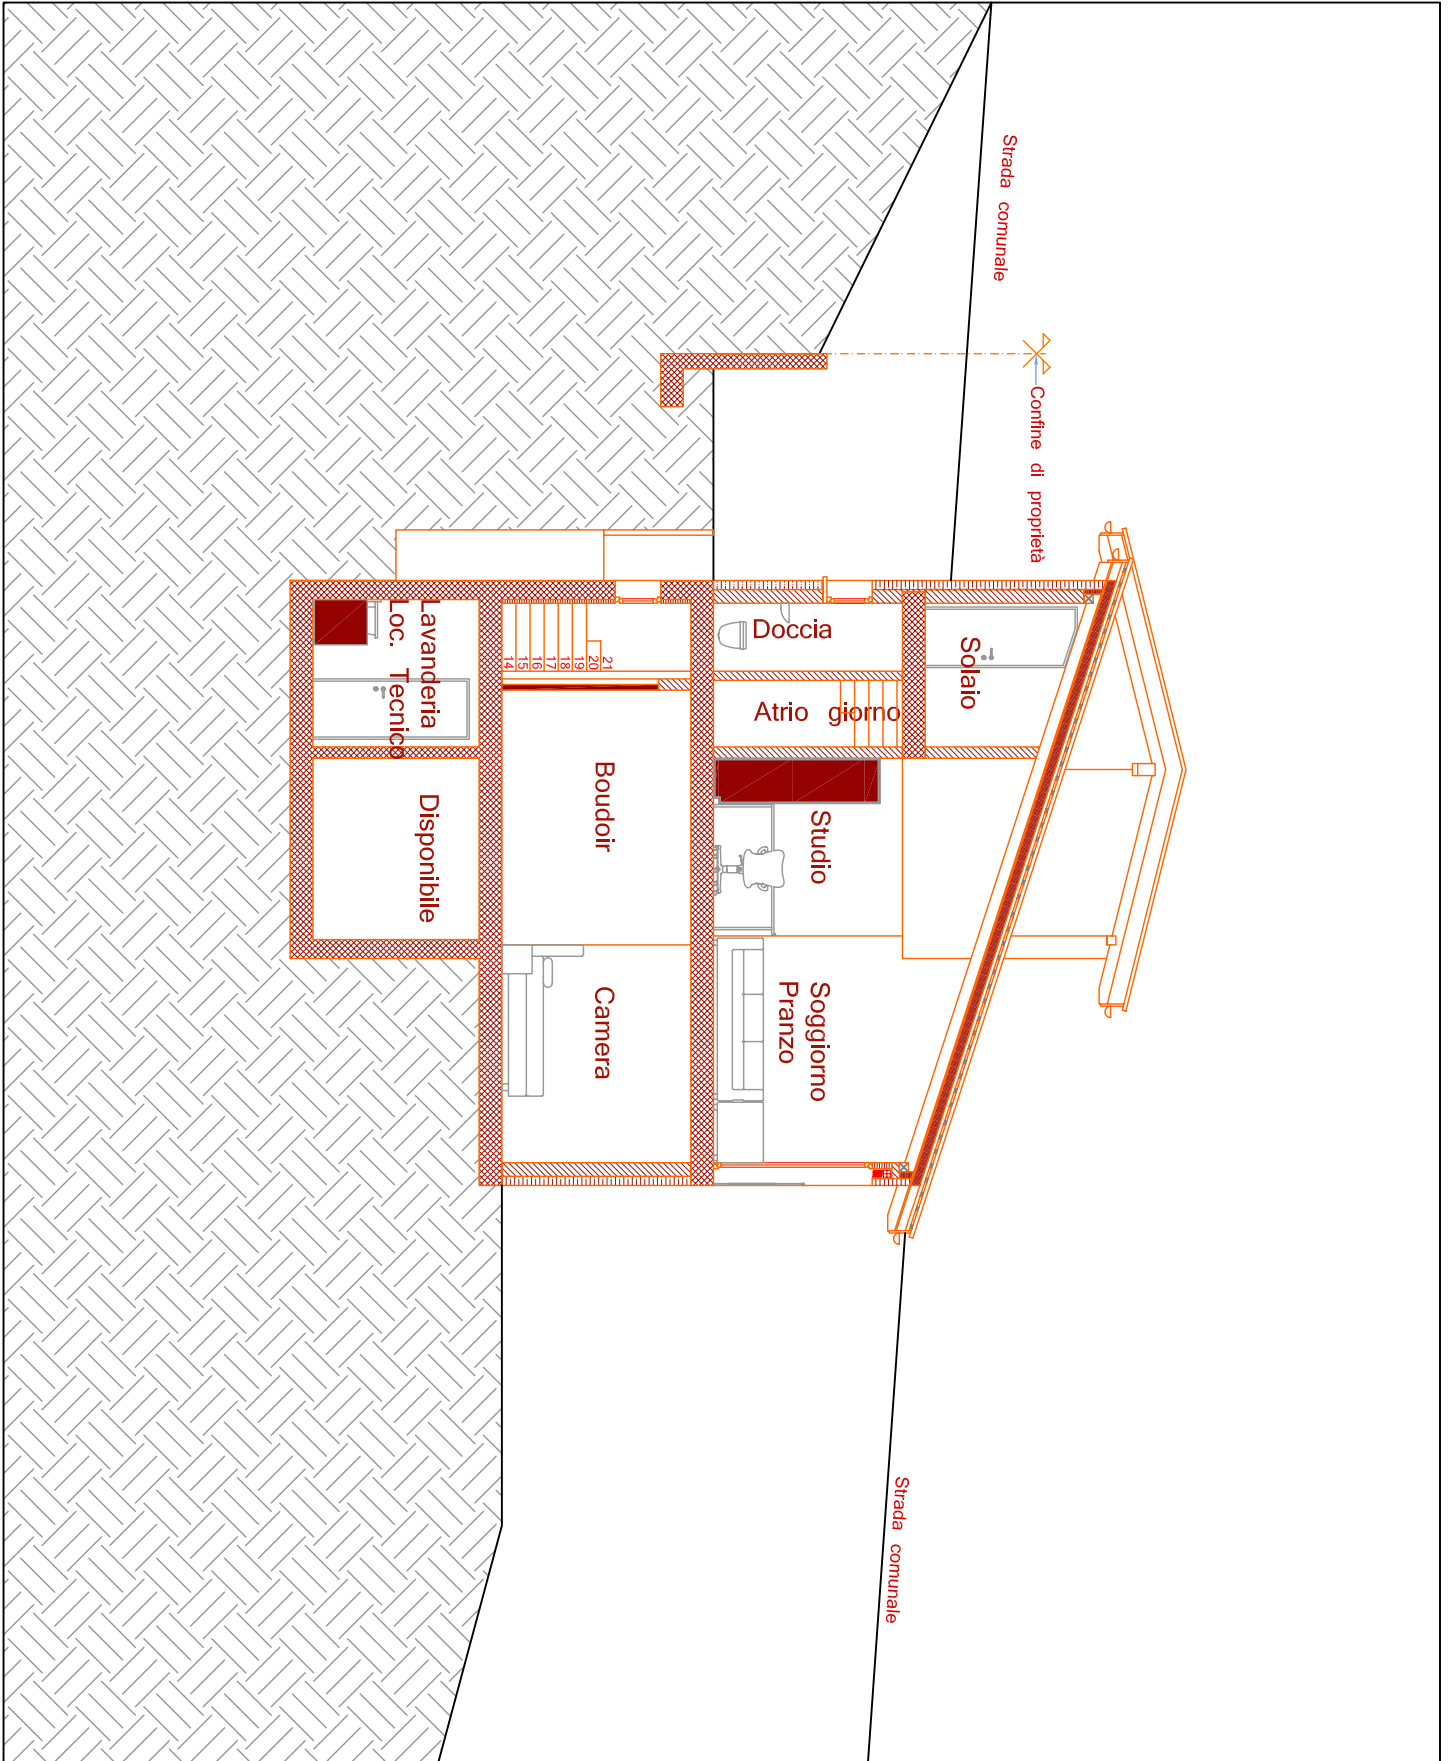 Strada comunale
Confine di proprietà
Solaio
Doccia
Atrio giorno
Studio
Soggiorno
Pranzo
14
15
16
17
18
19
20
21
Boudoir
Camera
Lavanderia
Loc. Tecnico
Disponibile
Strada comunale